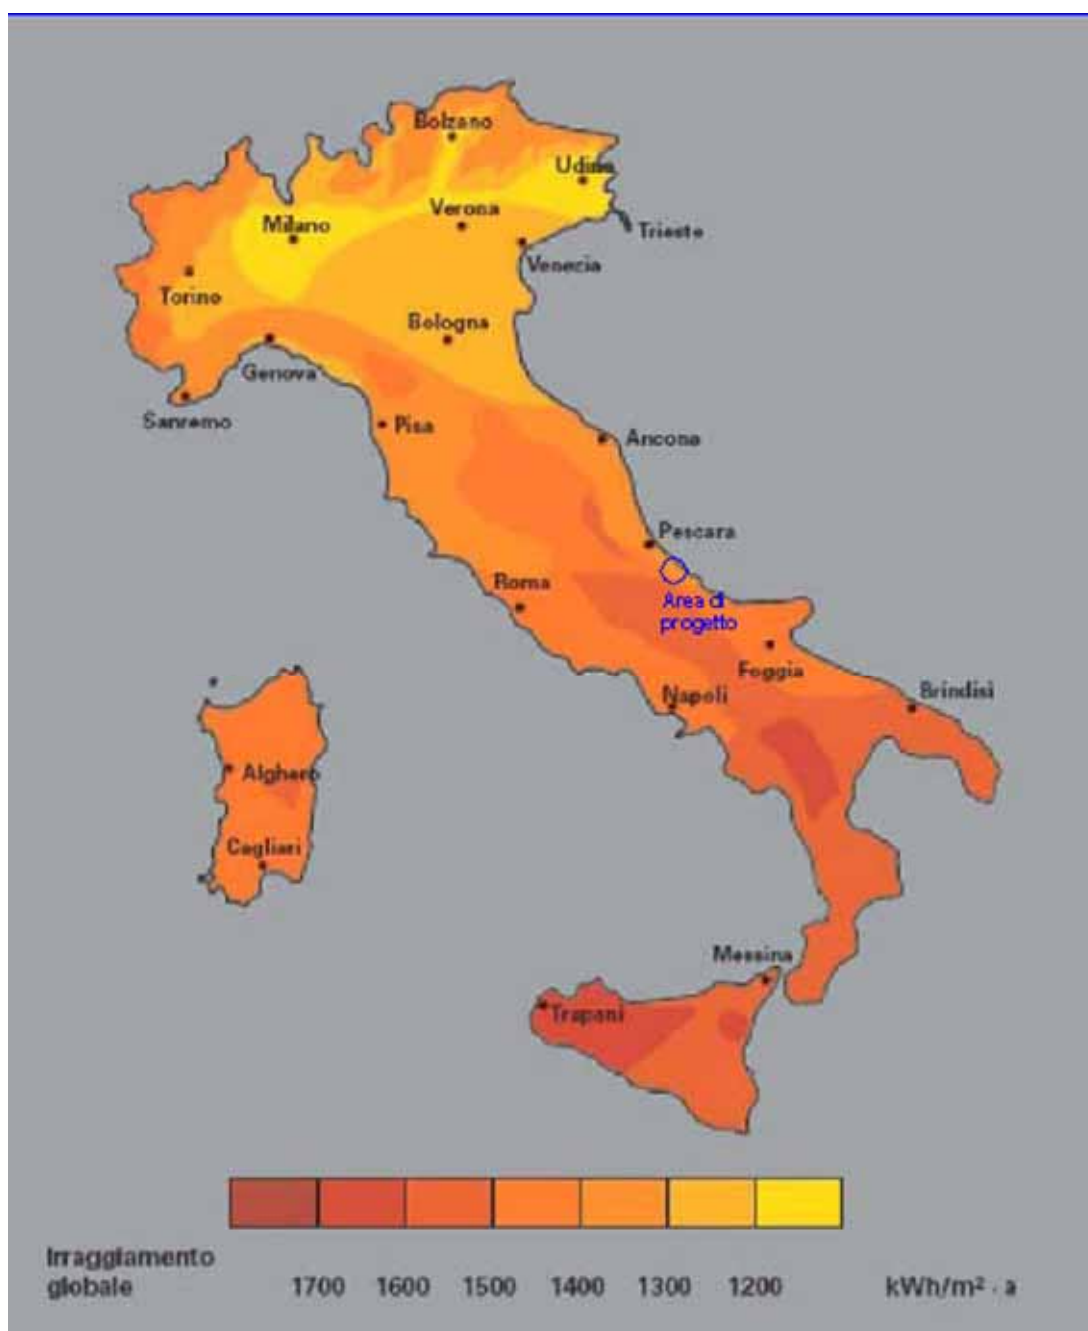 Bolzano
Udine
Milano
Verona
Trieste
Venezia
Torino
Bologna
Genova
Sanremo
Pisa
Ancona
Pescara
Roma
Area di
progetto
Foggia
Napoli
Brindisi
Alghero
Cagliari
Messina
Trapani
Irraggiamento
globale 1700 1600 1500 1400 1300 1200 kWh/m² · a